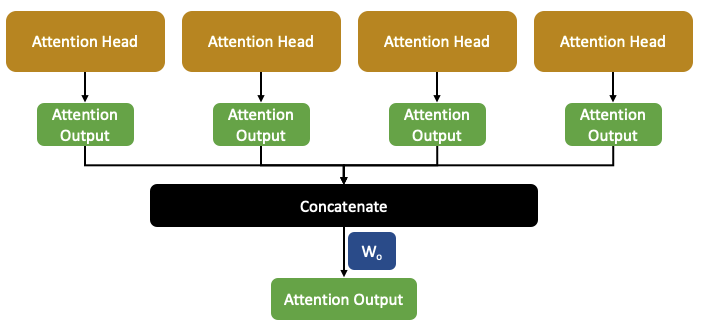 Attention Head
Attention Head
Attention Head
Attention Head
Attention
Output
Attention
Output
Attention
Output
Attention
Output
Concatenate
Wₒ
Attention Output